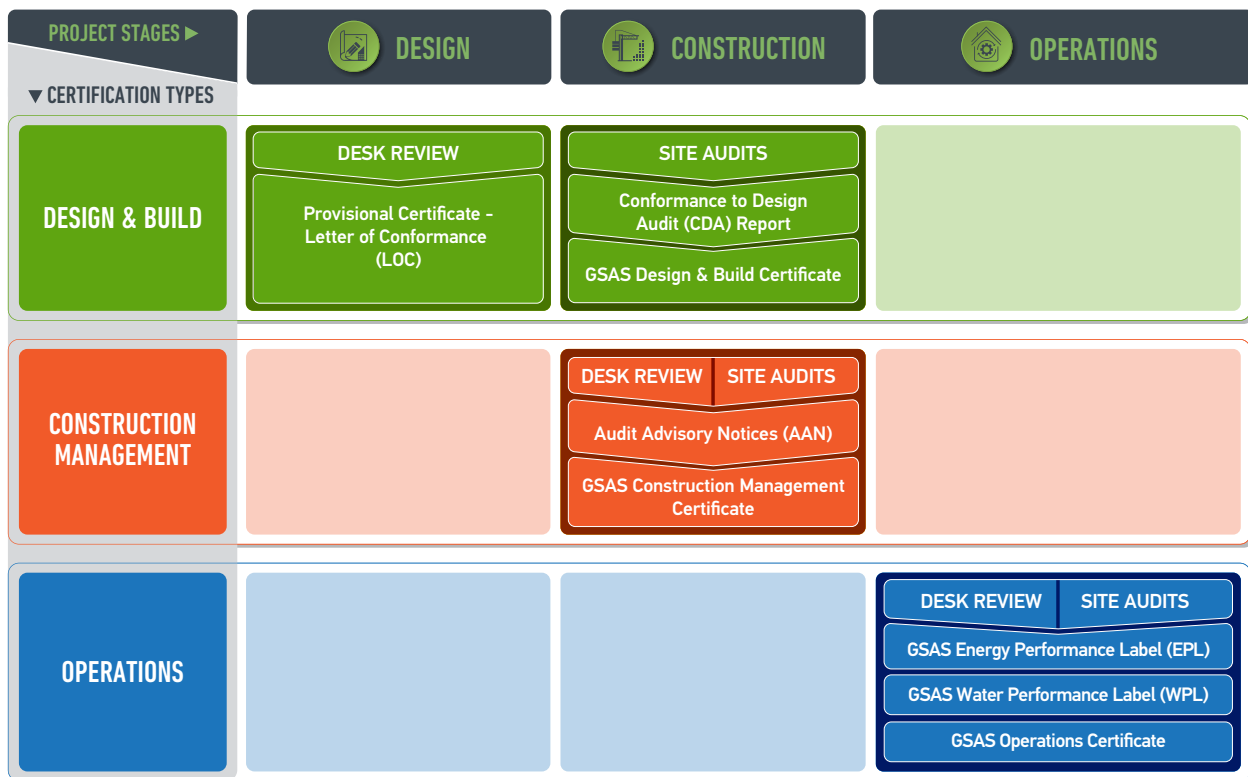 PROJECT STAGES ►
DESIGN
CONSTRUCTION
OPERATIONS
▼ CERTIFICATION TYPES
DESIGN & BUILD
DESK REVIEW
Provisional Certificate -
Letter of Conformance
(LOC)
SITE AUDITS
Conformance to Design
Audit (CDA) Report
GSAS Design & Build Certificate
CONSTRUCTION
MANAGEMENT
DESK REVIEW
SITE AUDITS
Audit Advisory Notices (AAN)
GSAS Construction Management
Certificate
OPERATIONS
DESK REVIEW
SITE AUDITS
GSAS Energy Performance Label (EPL)
GSAS Water Performance Label (WPL)
GSAS Operations Certificate